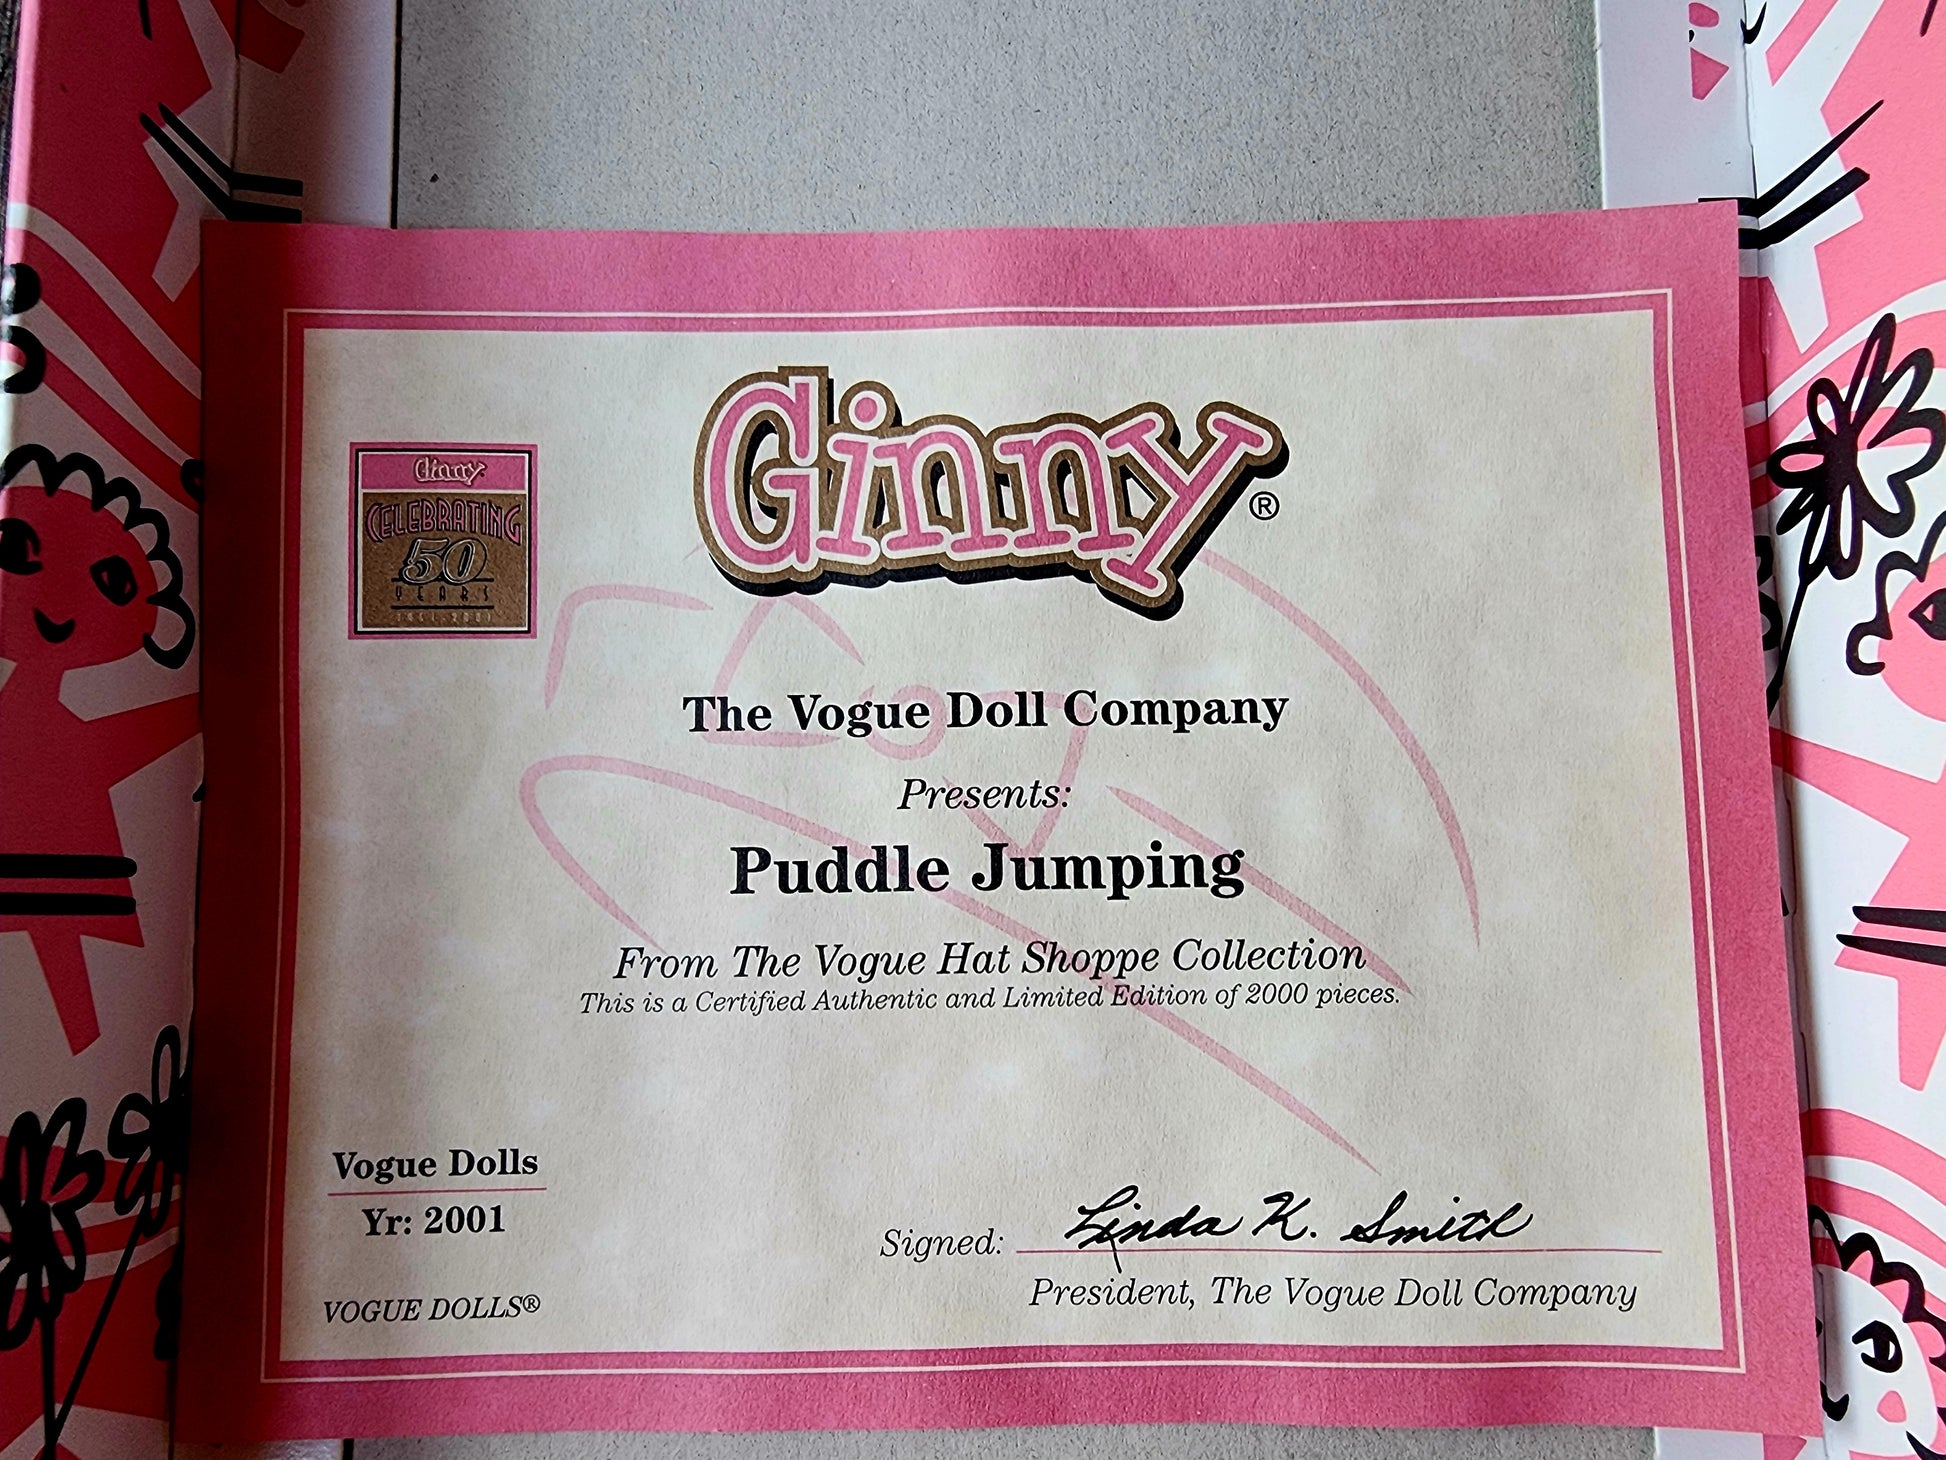 Ginny®
Ginny
CELEBRATING
50
YEARS
1951-2001
The Vogue Doll Company
Presents:
Puddle Jumping
From The Vogue Hat Shoppe Collection
This is a Certified Authentic and Limited Edition of 2000 pieces.
Vogue Dolls
Yr: 2001
VOGUE DOLLS®
Signed: Linda K. Smith
President, The Vogue Doll Company